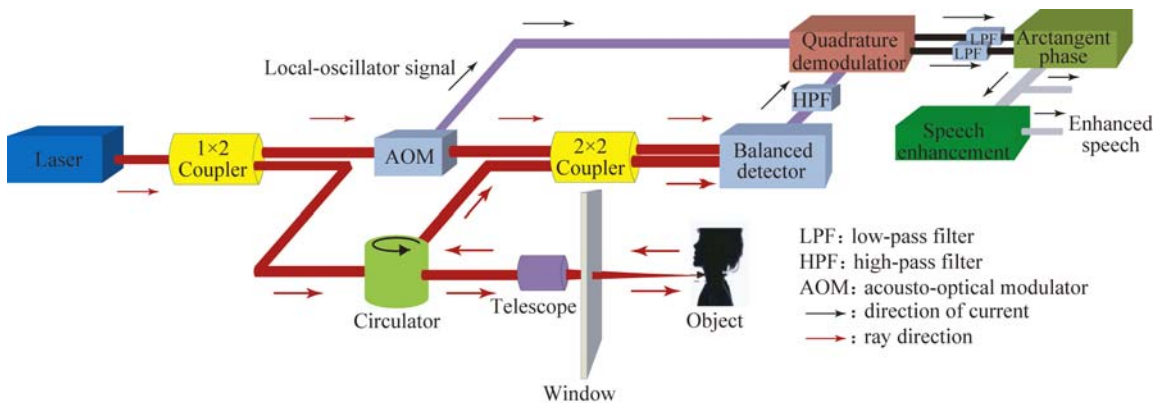 Local-oscillator signal
Quadrature
demodulation
LPF
LPF
Arctangent
phase
HPF
Speech
enhancement
Enhanced
speech
Laser
1×2
Coupler
AOM
2×2
Coupler
Balanced
detector
Circulator
Telescope
Window
Object
LPF: low-pass filter
HPF: high-pass filter
AOM: acousto-optical modulator
: direction of current
: ray direction